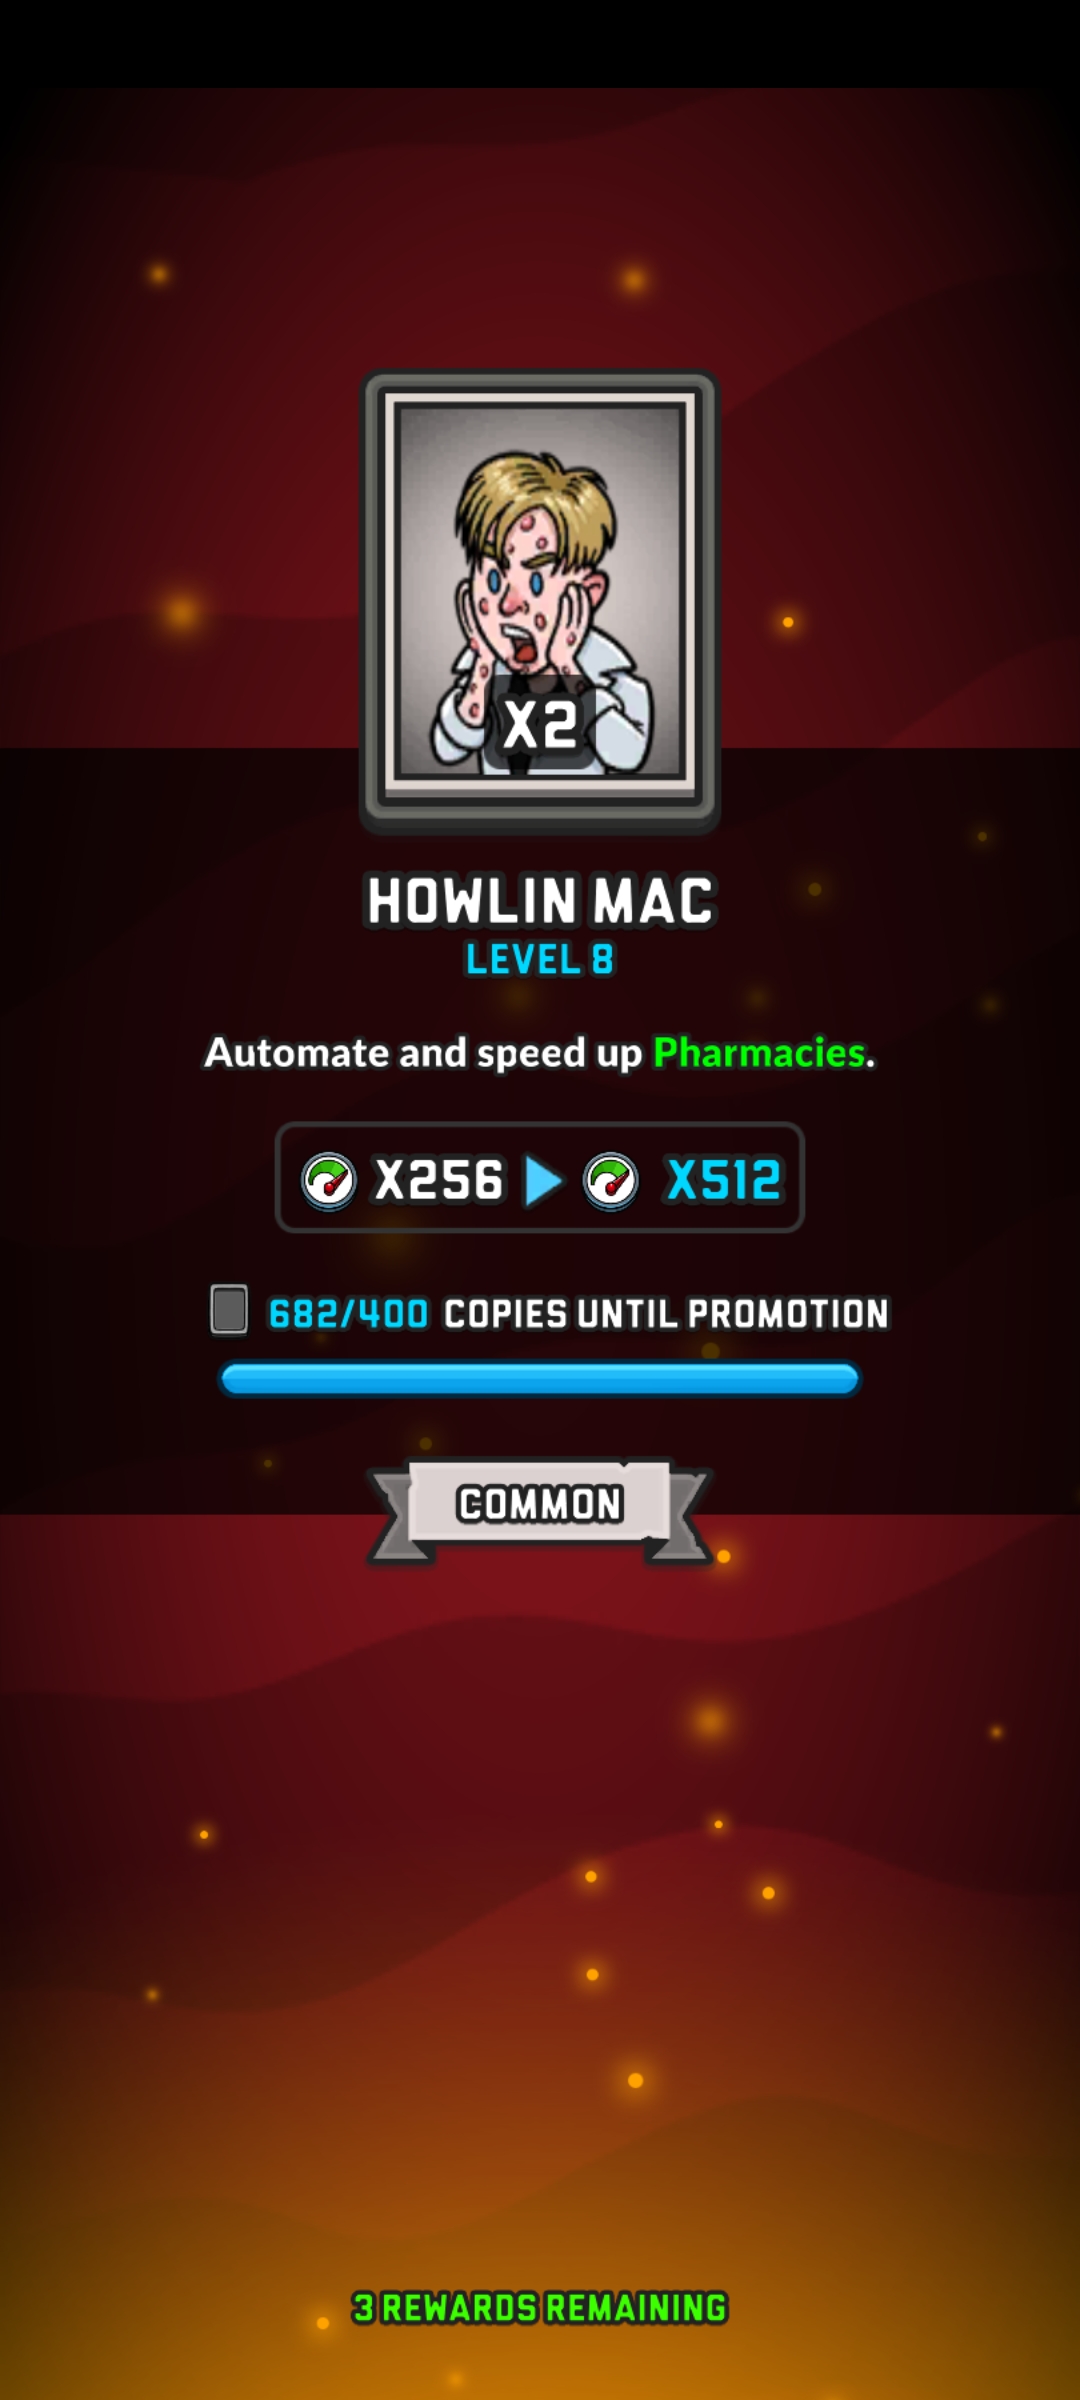 X2
HOWLIN MAC
LEVEL 8
Automate and speed up Pharmacies.
X256 X512
682/400 COPIES UNTIL PROMOTION
COMMON
3 REWARDS REMAINING